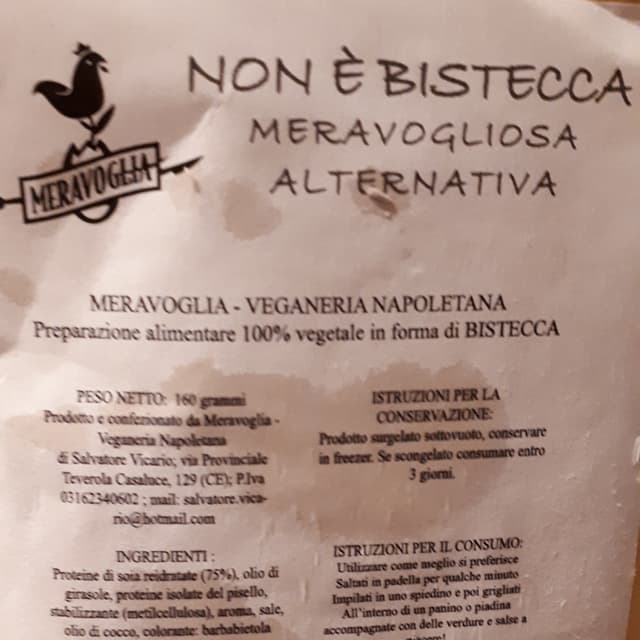 NON È BISTECCA
MERAVOGLIOSA
ALTERNATIVA
MERAVOGLIA
MERAVOGLIA - VEGANERIA NAPOLETANA
Preparazione alimentare 100% vegetale in forma di BISTECCA
PESO NETTO: 160 grammi
Prodotto e confezionato da Meravoglia -
Veganeria Napoletana
di Salvatore Vicario; via Provinciale
Teverola Casaluce, 129 (CE); P.Iva
03162340602 ; mail: salvatore.vica-
rio@hotmail.com
INGREDIENTI :
Proteine di soia reidratate (75%), olio di
girasole, proteine isolate del pisello,
stabilizzante (metilcellulosa), aroma, sale,
olio di cocco, colorante: barbabietola
ISTRUZIONI PER LA
CONSERVAZIONE:
Prodotto surgelato sottovuoto, conservare
in freezer. Se scongelato consumare entro
3 giorni.
ISTRUZIONI PER IL CONSUMO:
Utilizzare come meglio si preferisce
Saltati in padella per qualche minuto
Impilati in uno spiedino e poi grigliati
All'interno di un panino o piadina
accompagnate con delle verdure e salse a